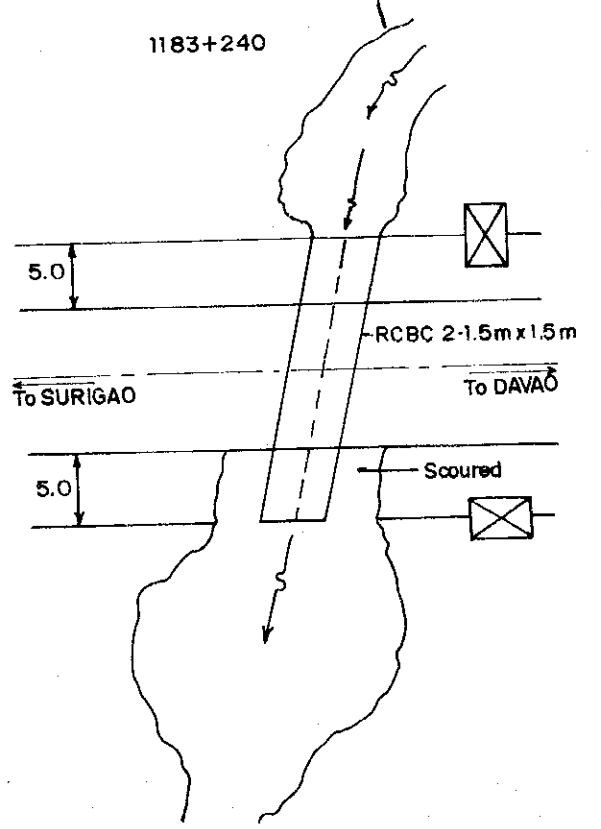 1183+240
5.0
RCBC 2-1.5m x 1.5m
To SURIGAO
To DAVAO
Scoured
5.0